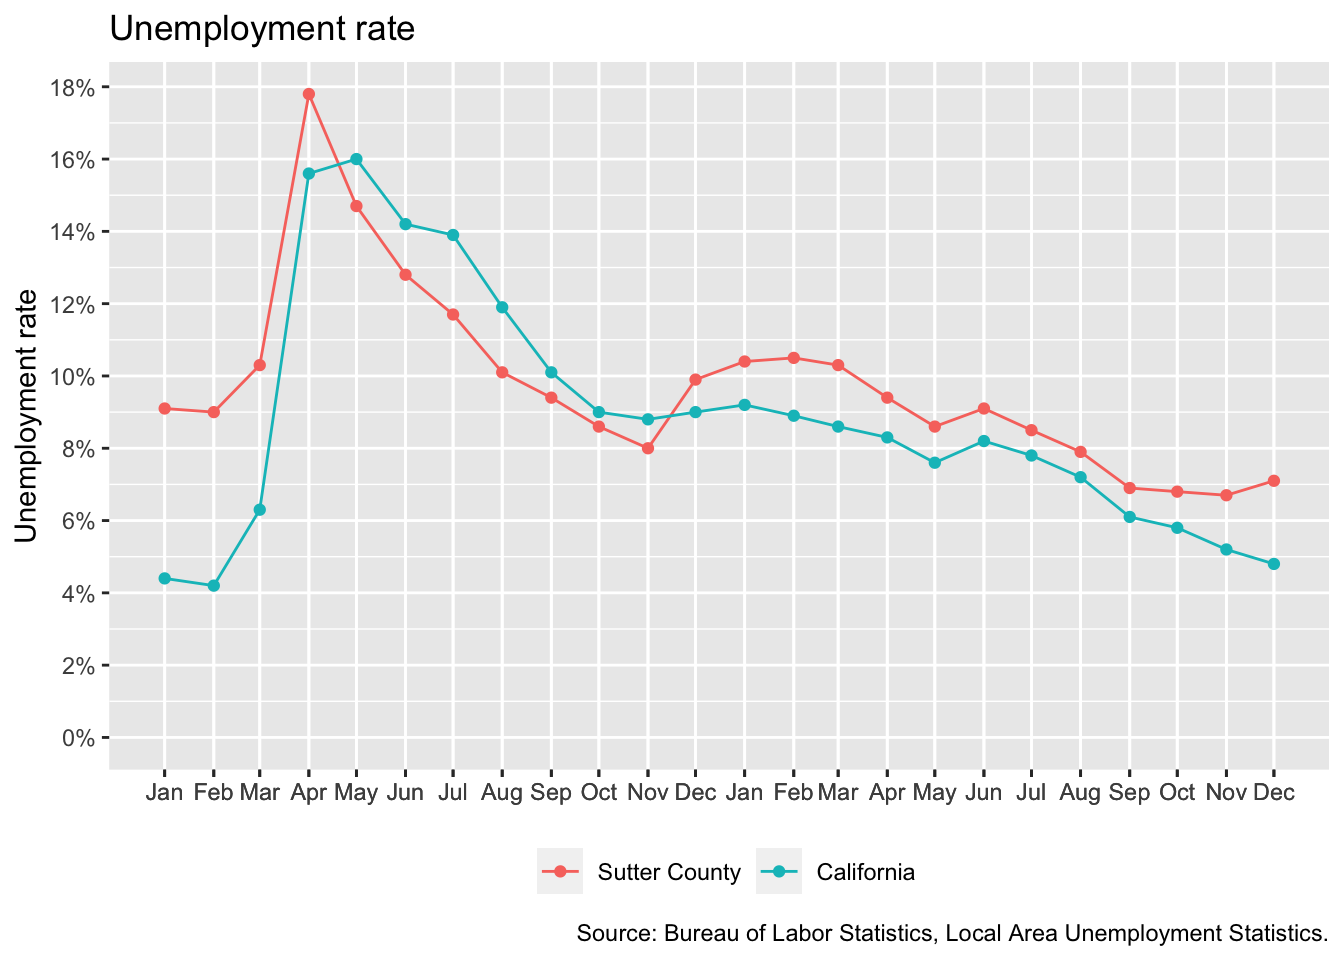 Unemployment rate
Unemployment rate
18%
16%
14%
12%
10%
8%
6%
4%
2%
0%
Jan Feb Mar Apr May Jun Jul Aug Sep Oct Nov Dec Jan Feb Mar Apr May Jun Jul Aug Sep Oct Nov Dec
Sutter County California
Source: Bureau of Labor Statistics, Local Area Unemployment Statistics.